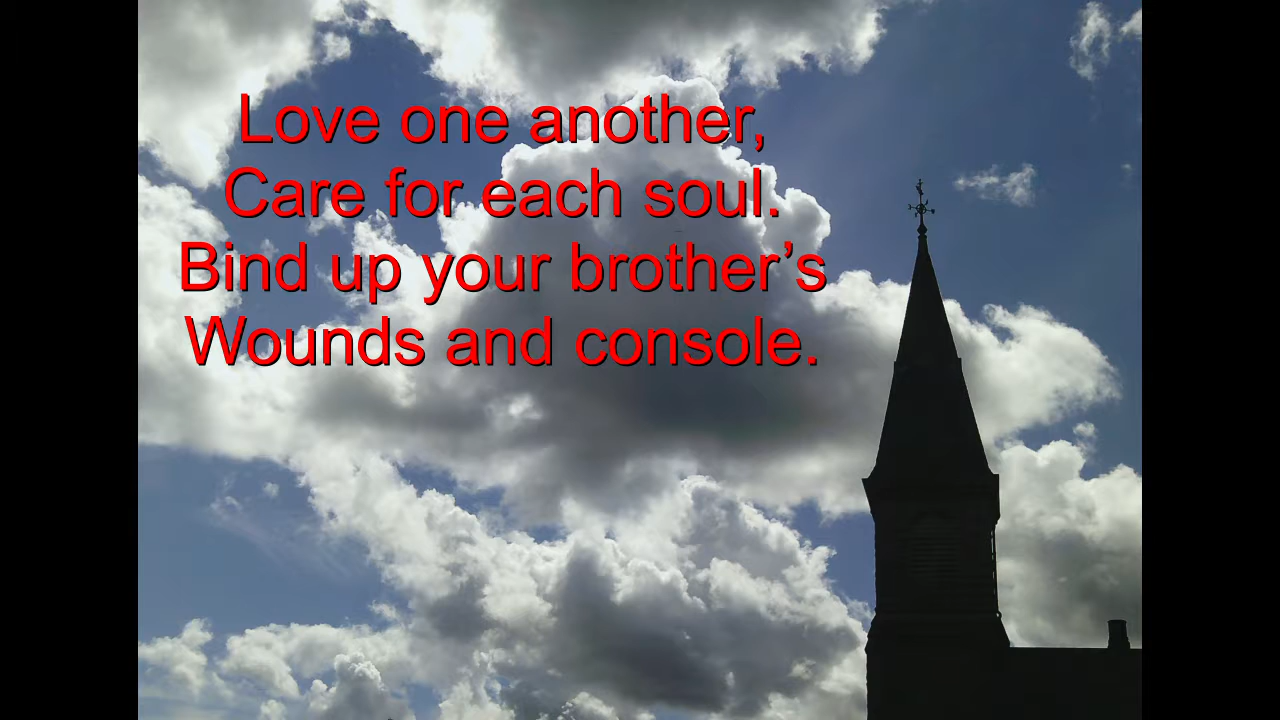 Love one another,
Care for each soul.
Bind up your brother’s
Wounds and console.